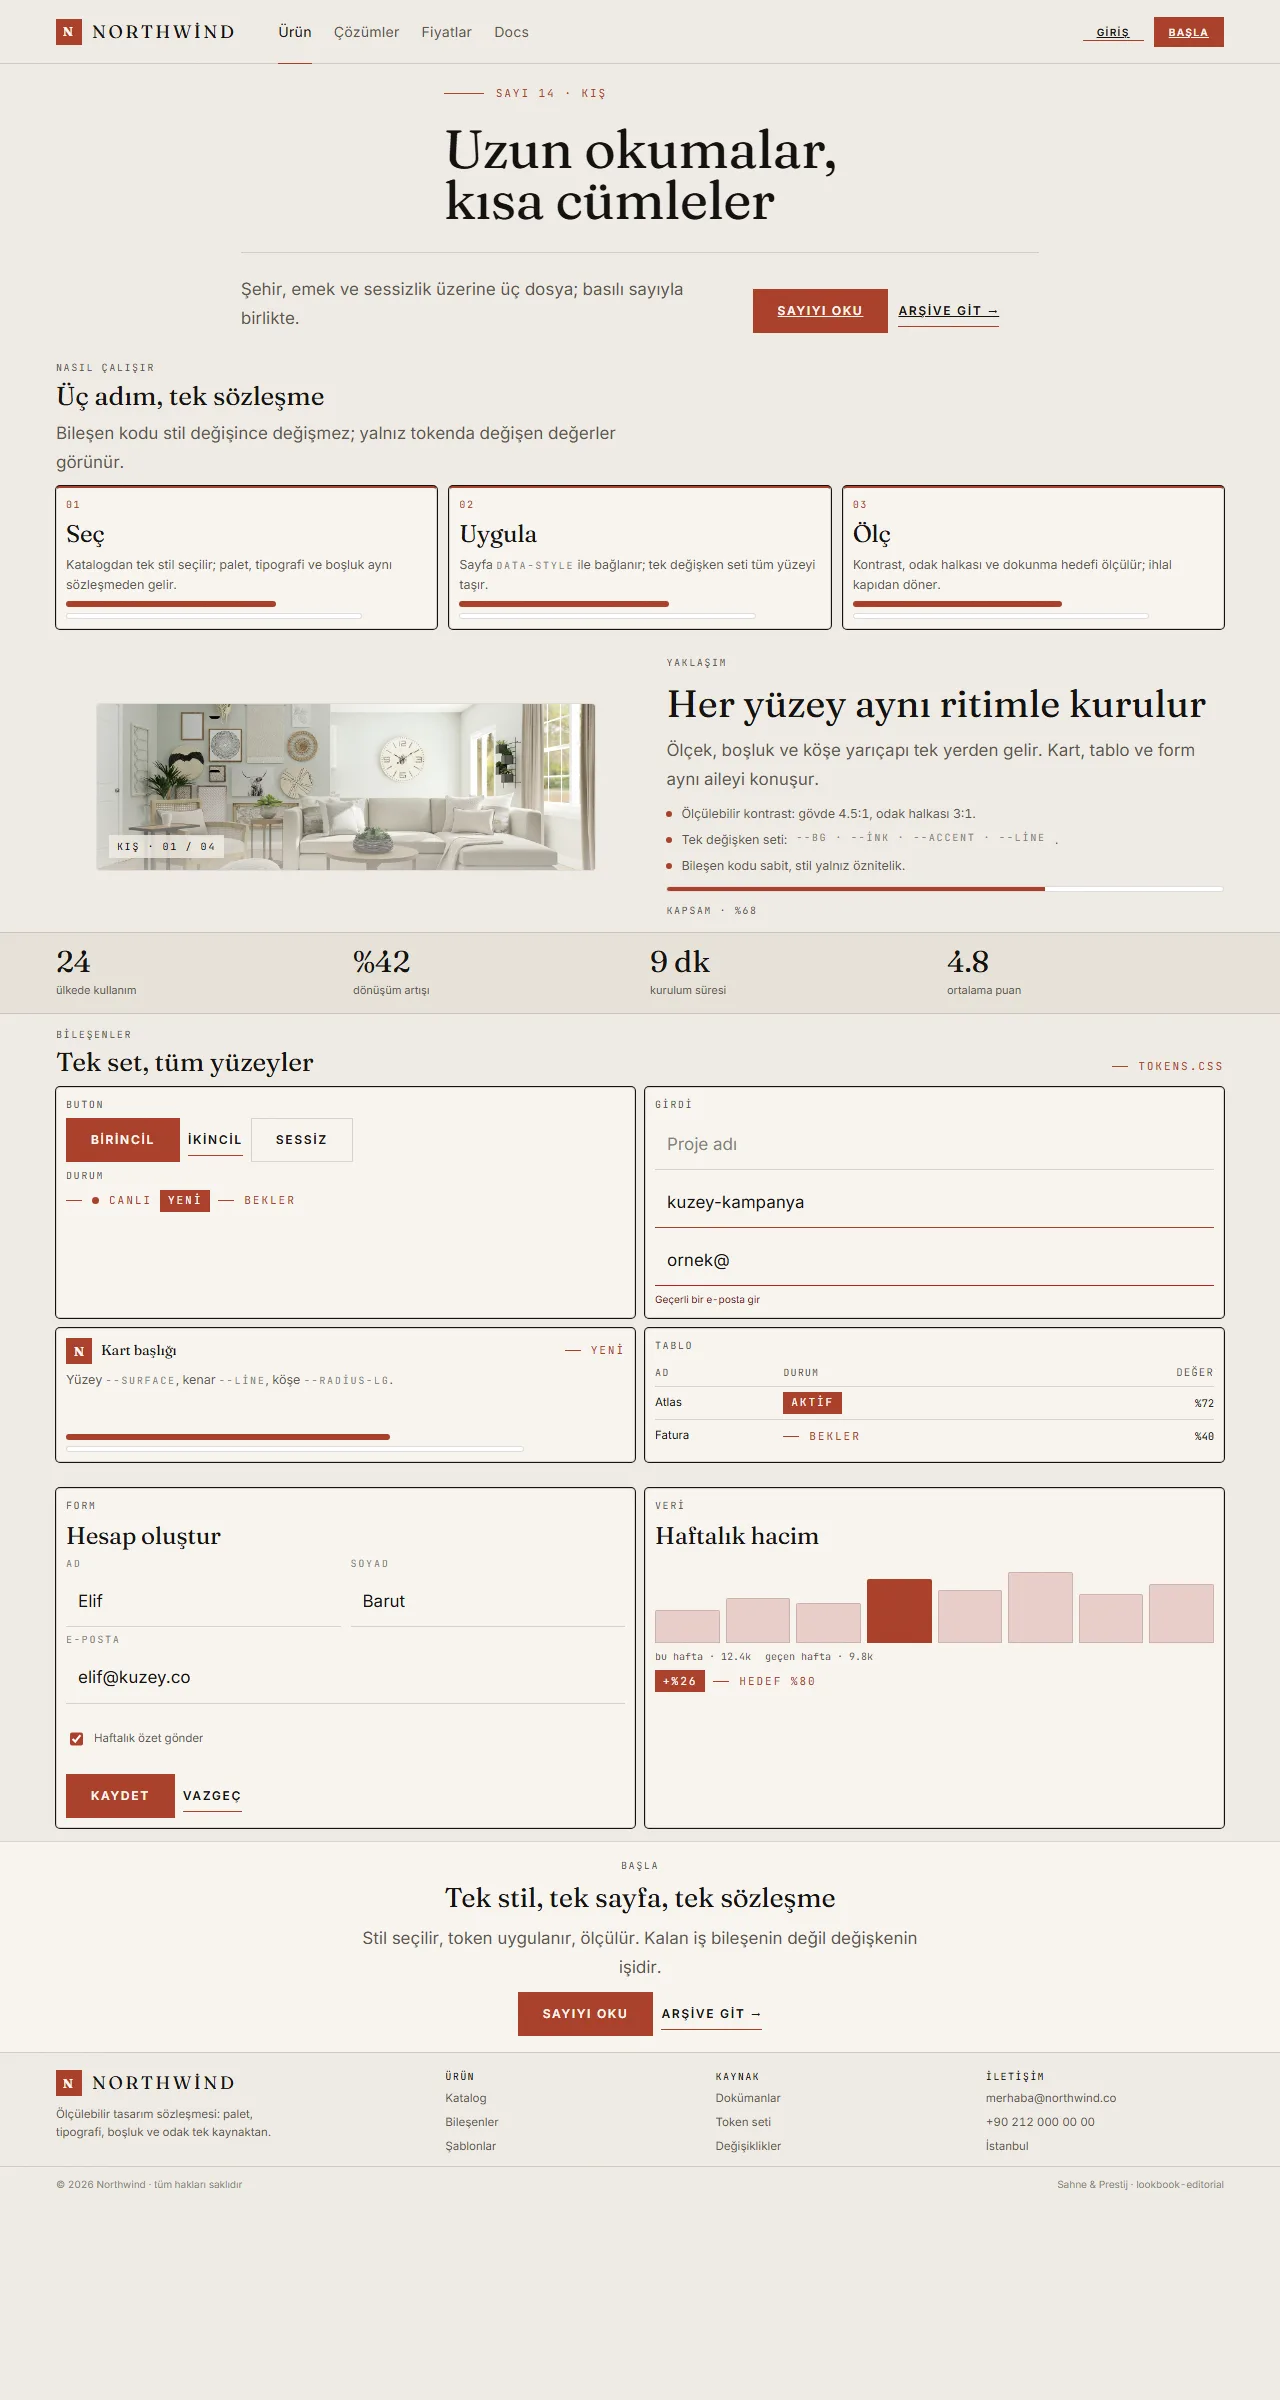 N NORTHWİND
Ürün Çözümler Fiyatlar Docs
GİRİŞ BAŞLA
SAYI 14 · KIŞ
Uzun okumalar,
kısa cümleler
Şehir, emek ve sessizlik üzerine üç dosya; basılı sayıyla
birlikte.
SAYIYI OKU ARŞİVE GİT →
NASIL ÇALIŞIR
Üç adım, tek sözleşme
Bileşen kodu stil değişince değişmez; yalnız tokenda değişen değerler
görünür.
01
Seç
Katalogdan tek stil seçilir; palet, tipografi ve boşluk aynı
sözleşmeden gelir.
02
Uygula
Sayfa DATA-STYLE ile bağlanır; tek değişken seti tüm yüzeyi
taşır.
03
Ölç
Kontrast, odak halkası ve dokunma hedefi ölçülür; ihlal
kapıdan döner.
KIŞ · 01 / 04
YAKLAŞIM
Her yüzey aynı ritimle kurulur
Ölçek, boşluk ve köşe yarıçapı tek yerden gelir. Kart, tablo ve form
aynı aileyi konuşur.
Ölçülebilir kontrast: gövde 4.5:1, odak halkası 3:1.
Tek değişken seti: --BG · --İNK · --ACCENT · --LİNE .
Bileşen kodu sabit, stil yalnız öznitelik.
KAPSAM · %68
24
ülkede kullanım
%42
dönüşüm artışı
9 dk
kurulum süresi
4.8
ortalama puan
BİLEŞENLER
Tek set, tüm yüzeyler
TOKENS.CSS
BUTON
BİRİNCİL İKİNCİL SESSİZ
DURUM
CANLI YENİ BEKLER
GİRDİ
Proje adı
kuzey-kampanya
ornek@
Geçerli bir e-posta gir
N Kart başlığı YENİ
Yüzey --SURFACE, kenar --LİNE, köşe --RADİUS-LG.
TABLO
AD DURUM DEĞER
Atlas AKTİF %72
Fatura BEKLER %40
FORM
Hesap oluştur
AD SOYAD
Elif Barut
E-POSTA
elif@kuzey.co
Haftalık özet gönder
KAYDET VAZGEÇ
VERİ
Haftalık hacim
bu hafta · 12.4k geçen hafta · 9.8k
+%26 HEDEF %80
BAŞLA
Tek stil, tek sayfa, tek sözleşme
Stil seçilir, token uygulanır, ölçülür. Kalan iş bileşenin değil değişkenin
işidir.
SAYIYI OKU ARŞİVE GİT →
N NORTHWİND
Ölçülebilir tasarım sözleşmesi: palet,
tipografi, boşluk ve odak tek kaynaktan.
ÜRÜN
Katalog
Bileşenler
Şablonlar
KAYNAK
Dokümanlar
Token seti
Değişiklikler
İLETİŞİM
merhaba@northwind.co
+90 212 000 00 00
İstanbul
© 2026 Northwind · tüm hakları saklıdır
Sahne & Prestij · lookbook-editorial